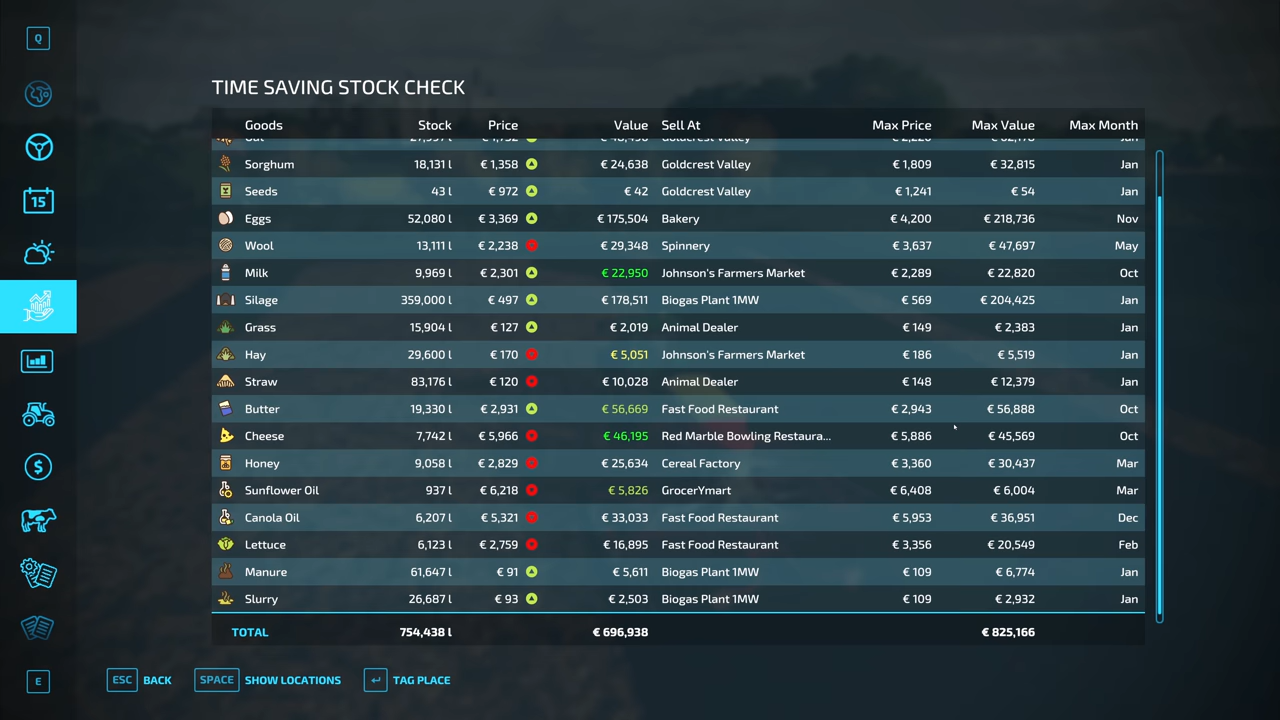 Q
TIME SAVING STOCK CHECK
Goods Stock Price Value Sell At Max Price Max Value Max Month
Goldcrest Valley Jan
Sorghum 18,131 l € 1,358 € 24,638 Goldcrest Valley € 1,809 € 32,815 Jan
15 Seeds 43 l € 972 € 42 Goldcrest Valley € 1,241 € 54 Jan
Eggs 52,080 l € 3,369 € 175,504 Bakery € 4,200 € 218,736 Nov
Wool 13,111 l € 2,238 € 29,348 Spinnery € 3,637 € 47,697 May
Milk 9,969 l € 2,301 € 22,950 Johnson's Farmers Market € 2,289 € 22,820 Oct
Silage 359,000 l € 497 € 178,511 Biogas Plant 1MW € 569 € 204,425 Jan
Grass 15,904 l € 127 € 2,019 Animal Dealer € 149 € 2,383 Jan
Hay 29,600 l € 170 € 5,051 Johnson's Farmers Market € 186 € 5,519 Jan
Straw 83,176 l € 120 € 10,028 Animal Dealer € 148 € 12,379 Jan
Butter 19,330 l € 2,931 € 56,669 Fast Food Restaurant € 2,943 € 56,888 Oct
Cheese 7,742 l € 5,966 € 46,195 Red Marble Bowling Restaura... € 5,886 € 45,569 Oct
Honey 9,058 l € 2,829 € 25,634 Cereal Factory € 3,360 € 30,437 Mar
$ Sunflower Oil 937 l € 6,218 € 5,826 GrocerYmart € 6,408 € 6,004 Mar
Canola Oil 6,207 l € 5,321 € 33,033 Fast Food Restaurant € 5,953 € 36,951 Dec
Lettuce 6,123 l € 2,759 € 16,895 Fast Food Restaurant € 3,356 € 20,549 Feb
Manure 61,647 l € 91 € 5,611 Biogas Plant 1MW € 109 € 6,774 Jan
Slurry 26,687 l € 93 € 2,503 Biogas Plant 1MW € 109 € 2,932 Jan
TOTAL 754,438 l € 696,938 € 825,166
E ESC BACK SPACE SHOW LOCATIONS ↵ TAG PLACE